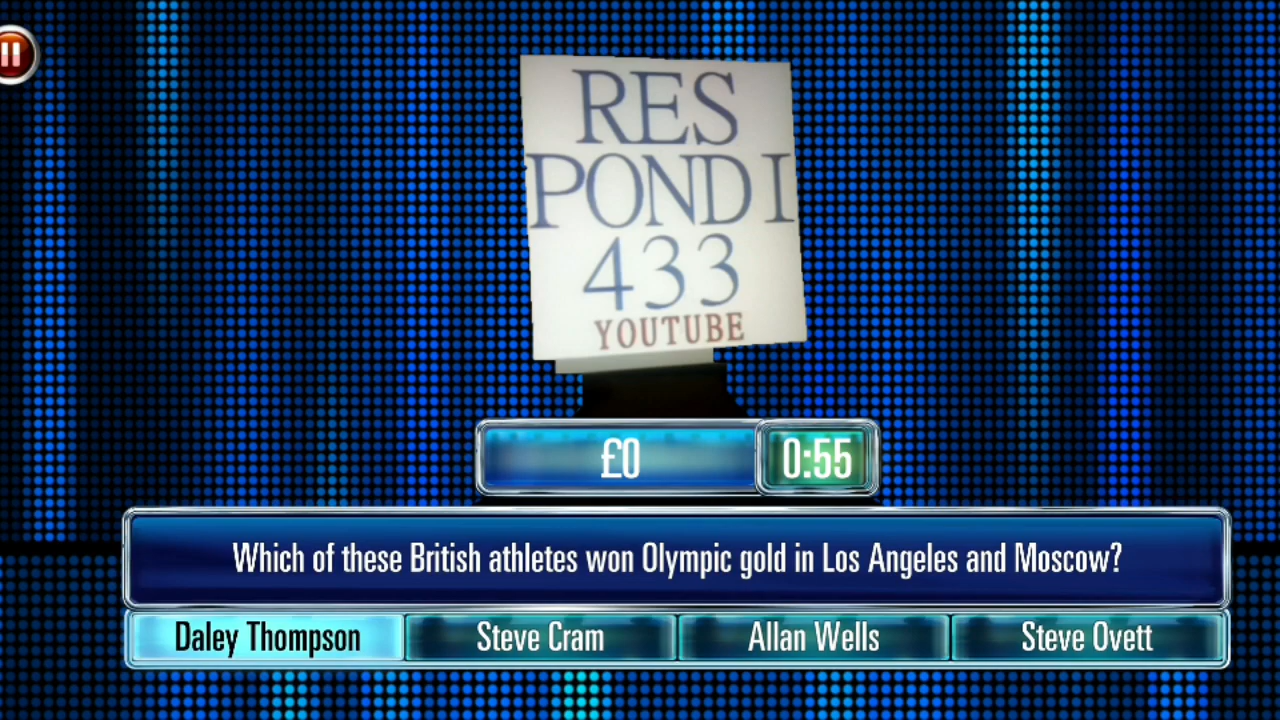 RES
POND I
433
YOUTUBE
£0 0:55
Which of these British athletes won Olympic gold in Los Angeles and Moscow?
Daley Thompson Steve Cram Allan Wells Steve Ovett